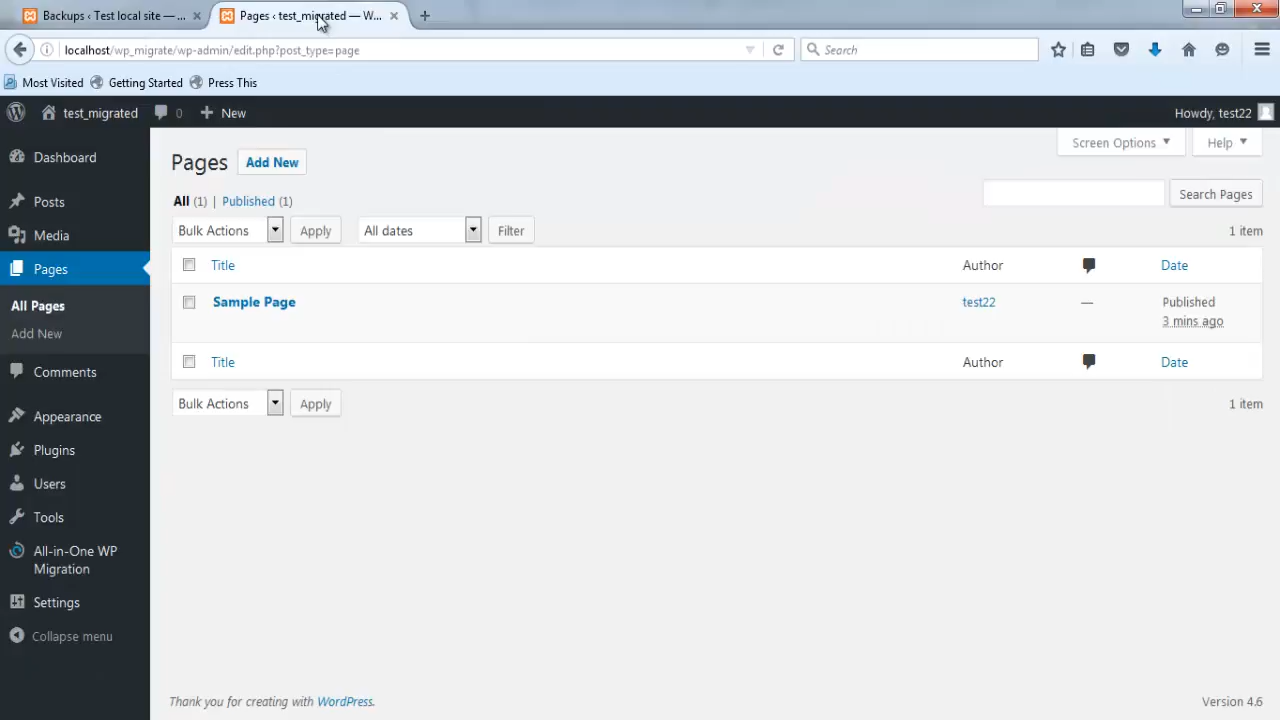 Backups ‹ Test local site — ...
Pages ‹ test_migrated — W...
localhost/wp_migrate/wp-admin/edit.php?post_type=page
Search
Most Visited
Getting Started
Press This
test_migrated
0
New
Howdy, test22
Dashboard
Posts
Media
Pages
All Pages
Add New
Comments
Appearance
Plugins
Users
Tools
All-in-One WP
Migration
Settings
Collapse menu
Screen Options
Help
Pages
Add New
All (1) | Published (1)
Search Pages
Bulk Actions
Apply
All dates
Filter
1 item
Title
Author
Date
Sample Page
test22
—
Published
3 mins ago
Title
Author
Date
Bulk Actions
Apply
1 item
Thank you for creating with WordPress.
Version 4.6